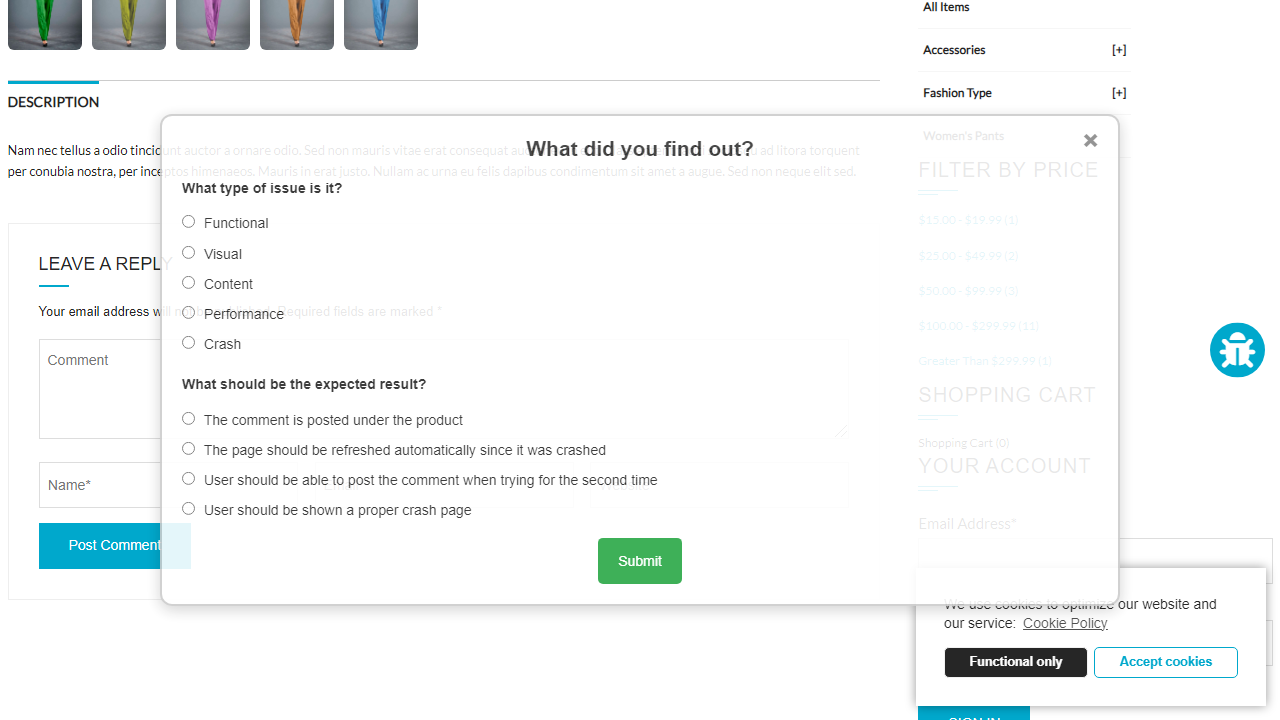 All Items
Accessories [+]
Fashion Type [+]
Women's Pants
DESCRIPTION
Nam nec tellus a odio tincidunt auctor a ornare odio. Sed non mauris vitae erat consequat
ad litora torquent
per conubia nostra, per inceptos himenaeos. Mauris in erat justo. Nullam ac urna eu felis dapibus condimentum sit amet a augue. Sed non neque elit sed.
LEAVE A REPLY
Your email address will not be published. Required fields are marked *
Comment
Name*
Post Comment
What did you find out?
What type of issue is it?
Functional
Visual
Content
Performance
Crash
What should be the expected result?
The comment is posted under the product
The page should be refreshed automatically since it was crashed
User should be able to post the comment when trying for the second time
User should be shown a proper crash page
Submit
FILTER BY PRICE
$15.00 - $19.99 (1)
$25.00 - $49.99 (2)
$50.00 - $99.99 (3)
$100.00 - $299.99 (11)
Greater Than $299.99 (1)
SHOPPING CART
Shopping Cart (0)
YOUR ACCOUNT
Email Address*
We use cookies to optimize our website and
our service: Cookie Policy
Functional only
Accept cookies
SIGN IN